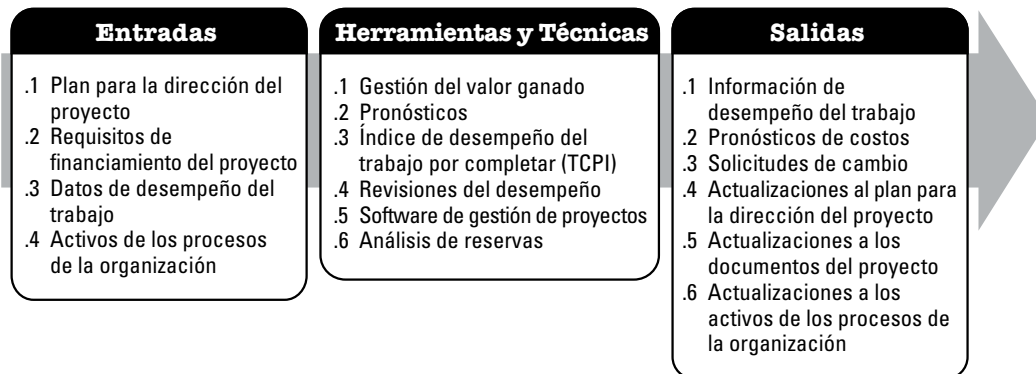 Entradas
.1 Plan para la dirección del
proyecto
.2 Requisitos de
financiamiento del proyecto
.3 Datos de desempeño del
trabajo
.4 Activos de los procesos
de la organización
Herramientas y Técnicas
.1 Gestión del valor ganado
.2 Pronósticos
.3 Índice de desempeño del
trabajo por completar (TCPI)
.4 Revisiones del desempeño
.5 Software de gestión de proyectos
.6 Análisis de reservas
Salidas
.1 Información de
desempeño del trabajo
.2 Pronósticos de costos
.3 Solicitudes de cambio
.4 Actualizaciones al plan para
la dirección del proyecto
.5 Actualizaciones a los
documentos del proyecto
.6 Actualizaciones a los
activos de los procesos de
la organización